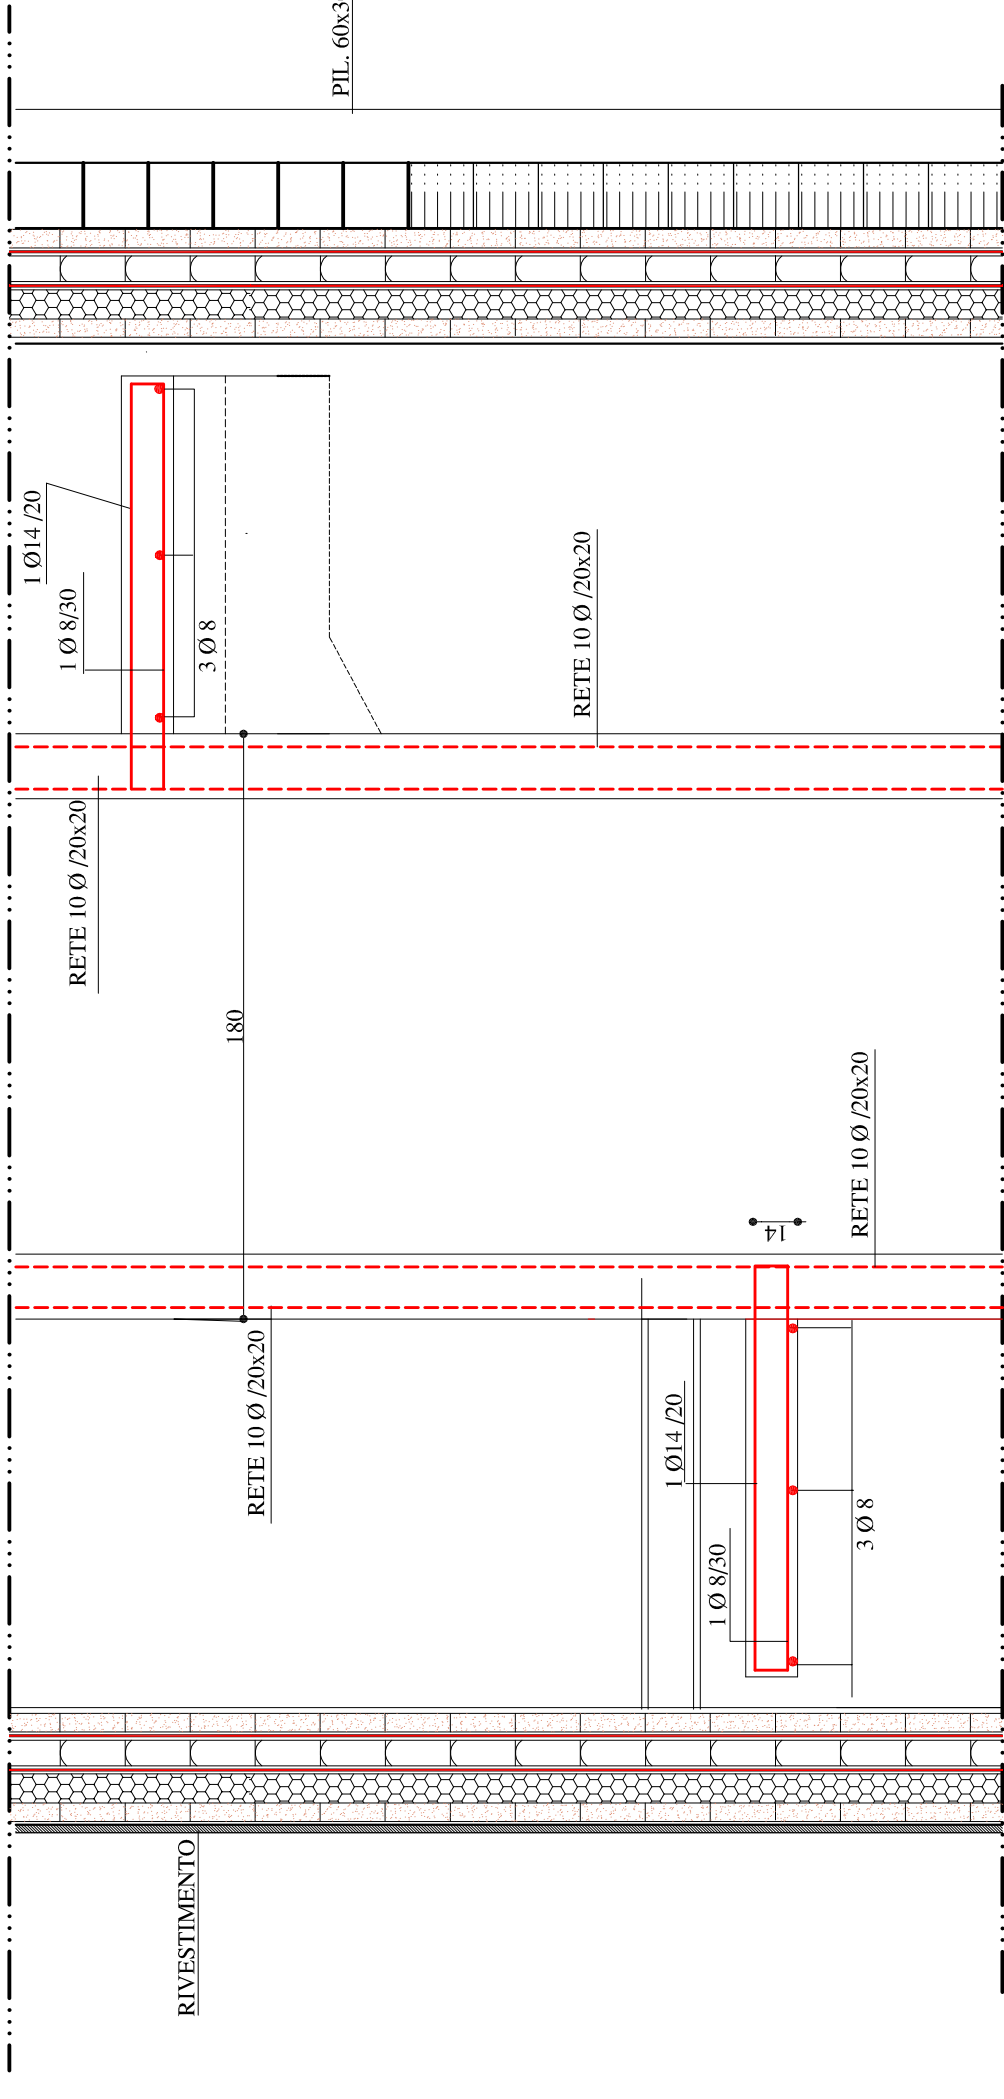 PIL. 60x3
1 Ø14 /20
1 Ø 8/30
3 Ø 8
RETE 10 Ø /20x20
RETE 10 Ø /20x20
180
RETE 10 Ø /20x20
14
RETE 10 Ø /20x20
1 Ø14 /20
1 Ø 8/30
3 Ø 8
RIVESTIMENTO